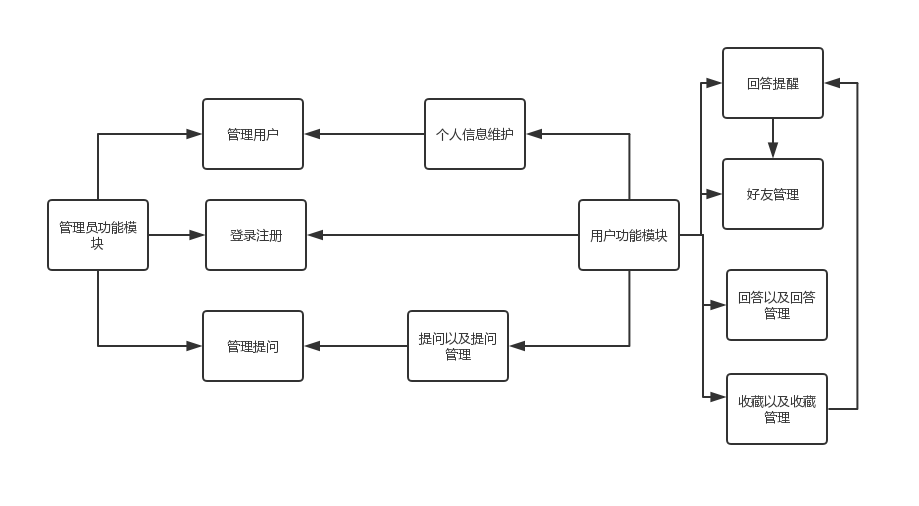 回答提醒
管理用户
个人信息维护
好友管理
管理员功能模
块
登录注册
用户功能模块
回答以及回答
管理
管理提问
提问以及提问
管理
收藏以及收藏
管理